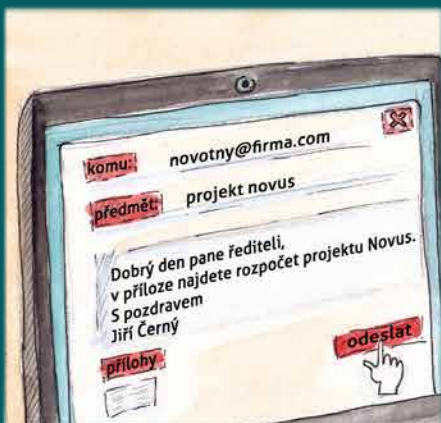 komu: novotny@firma.com
předmět: projekt novus
Dobrý den pane řediteli,
v příloze najdete rozpočet projektu Novus.
S pozdravem
Jiří Černý
přílohy
odeslat